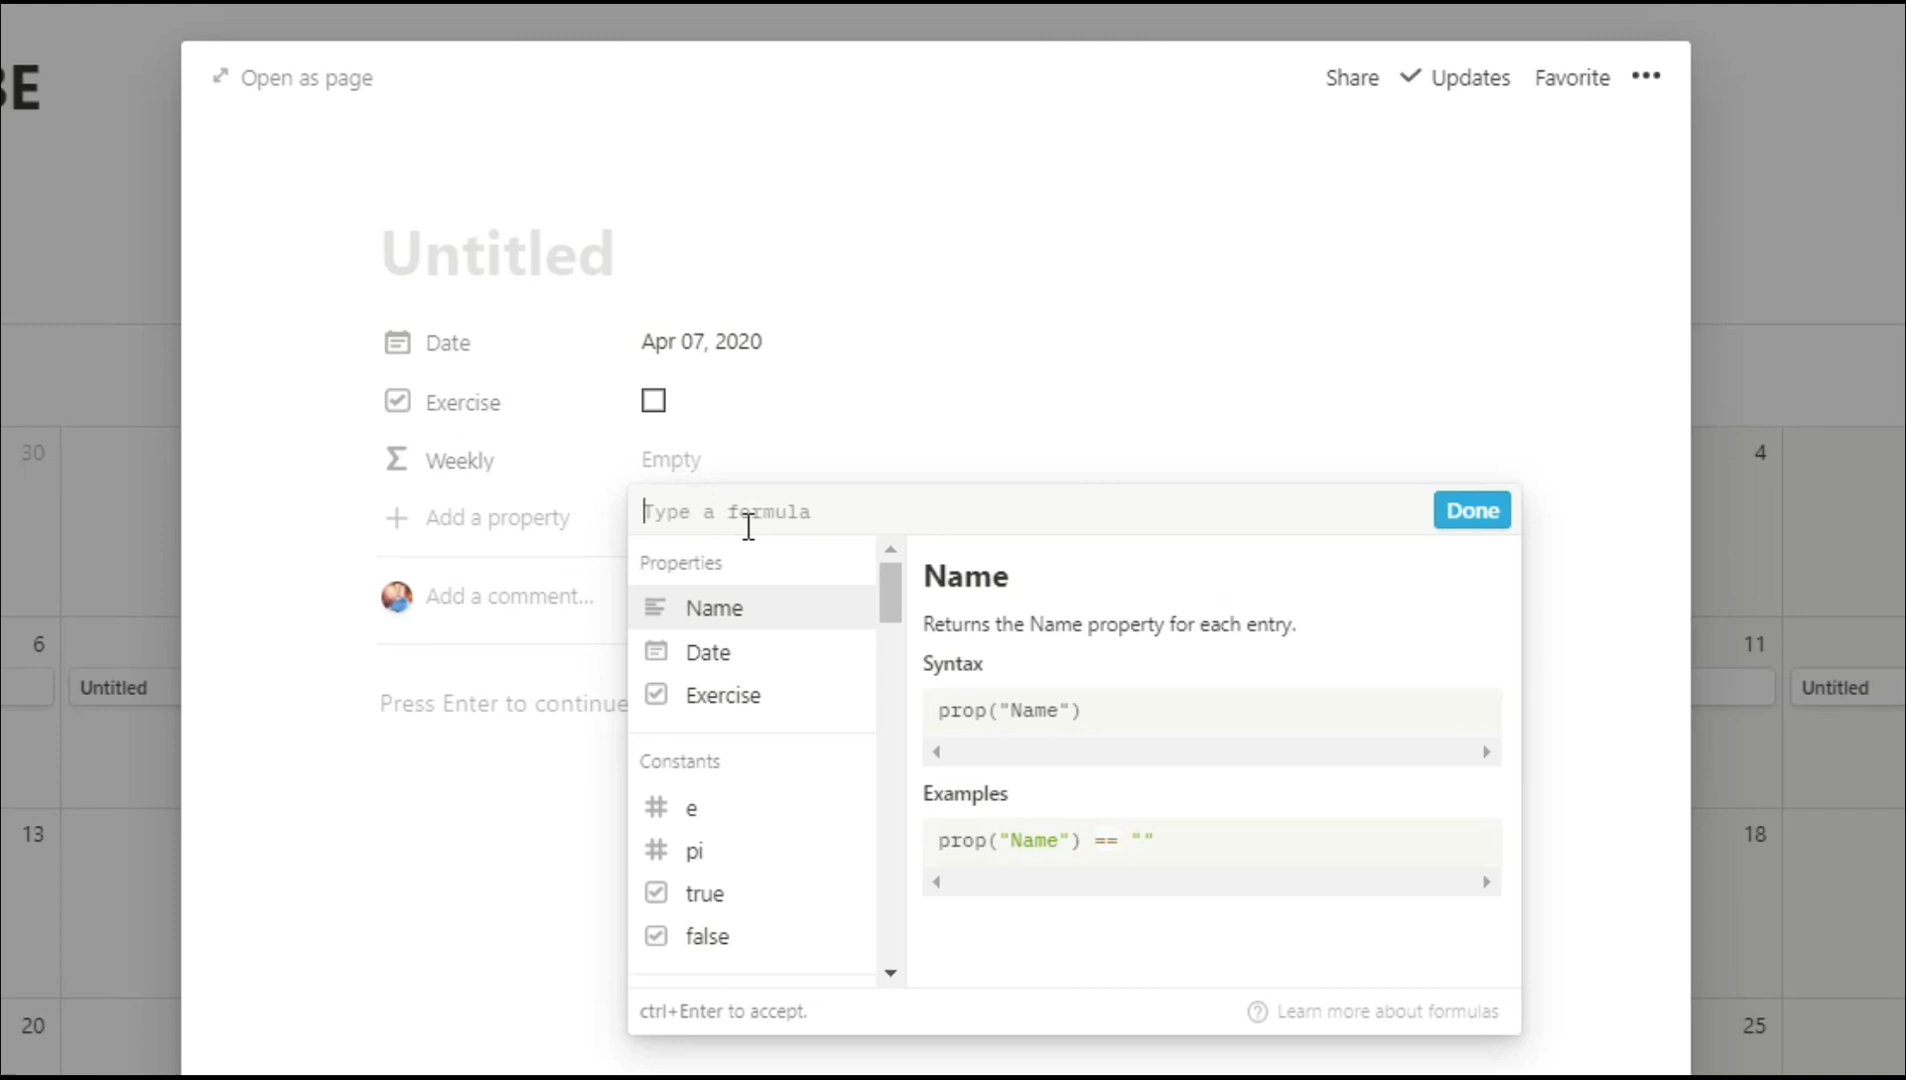 BE
Open as page
Share
Updates
Favorite
Untitled
Date
Apr 07, 2020
Exercise
Weekly
Empty
Add a property
Type a formula
Done
Add a comment...
Press Enter to continue
Properties
Name
Date
Exercise
Constants
e
pi
true
false
Name
Returns the Name property for each entry.
Syntax
prop("Name")
Examples
prop("Name") == ""
ctrl+Enter to accept.
Learn more about formulas
30
4
6
11
Untitled
Untitled
13
18
20
25